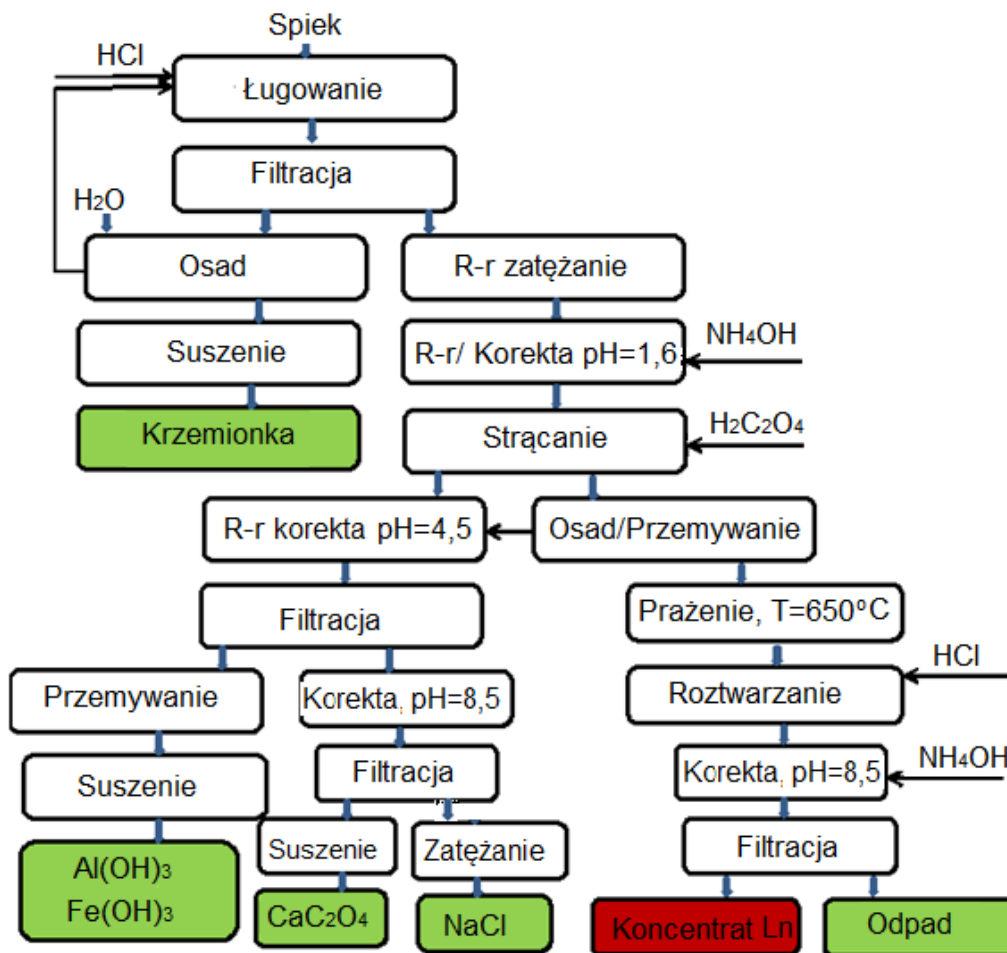 Spiek
HCl
Ługowanie
Filtracja
H₂O
Osad
R-r zatężanie
Suszenie
R-r/ Korekta pH=1,6
NH₄OH
Krzemionka
Strącanie
H₂C₂O₄
R-r korekta pH=4,5
Osad/Przemywanie
Filtracja
Prażenie, T=650°C
HCl
Przemywanie
Korekta, pH=8,5
Roztwarzanie
Suszenie
Filtracja
Korekta, pH=8,5
NH₄OH
Suszenie
Zatężanie
Filtracja
Al(OH)₃
Fe(OH)₃
CaC₂O₄
NaCl
Koncentrat Ln
Odpad